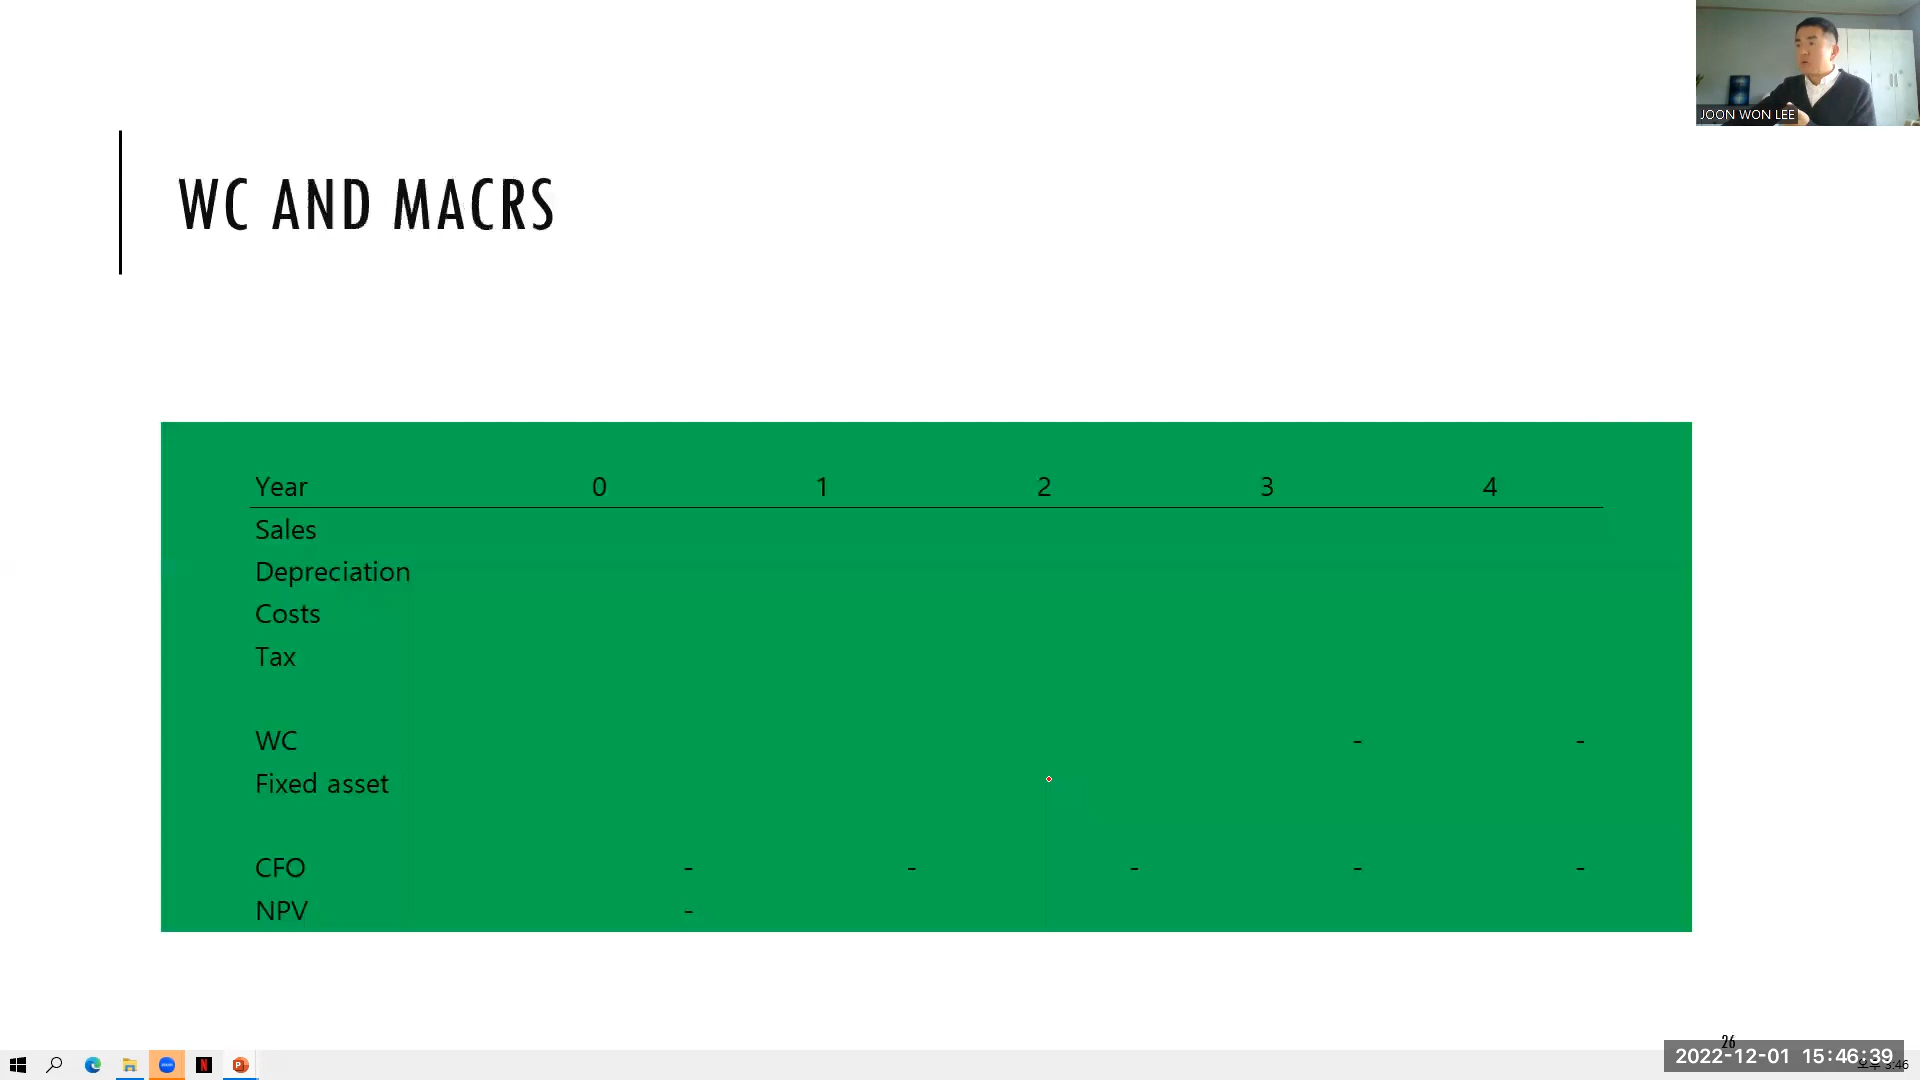 JOON WON LEE
WC AND MACRS
Year 0 1 2 3 4
Sales
Depreciation
Costs
Tax
WC - -
Fixed asset
CFO - - - - -
NPV -
26
2022-12-01 15:46:39